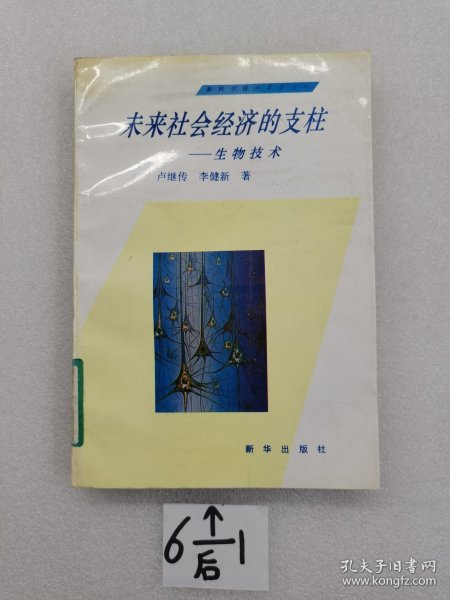 未来社会经济的支柱
——生物技术
卢继传 李健新 著
新华出版社
↑
6—1
后
孔夫子旧书网
www.kongfz.com